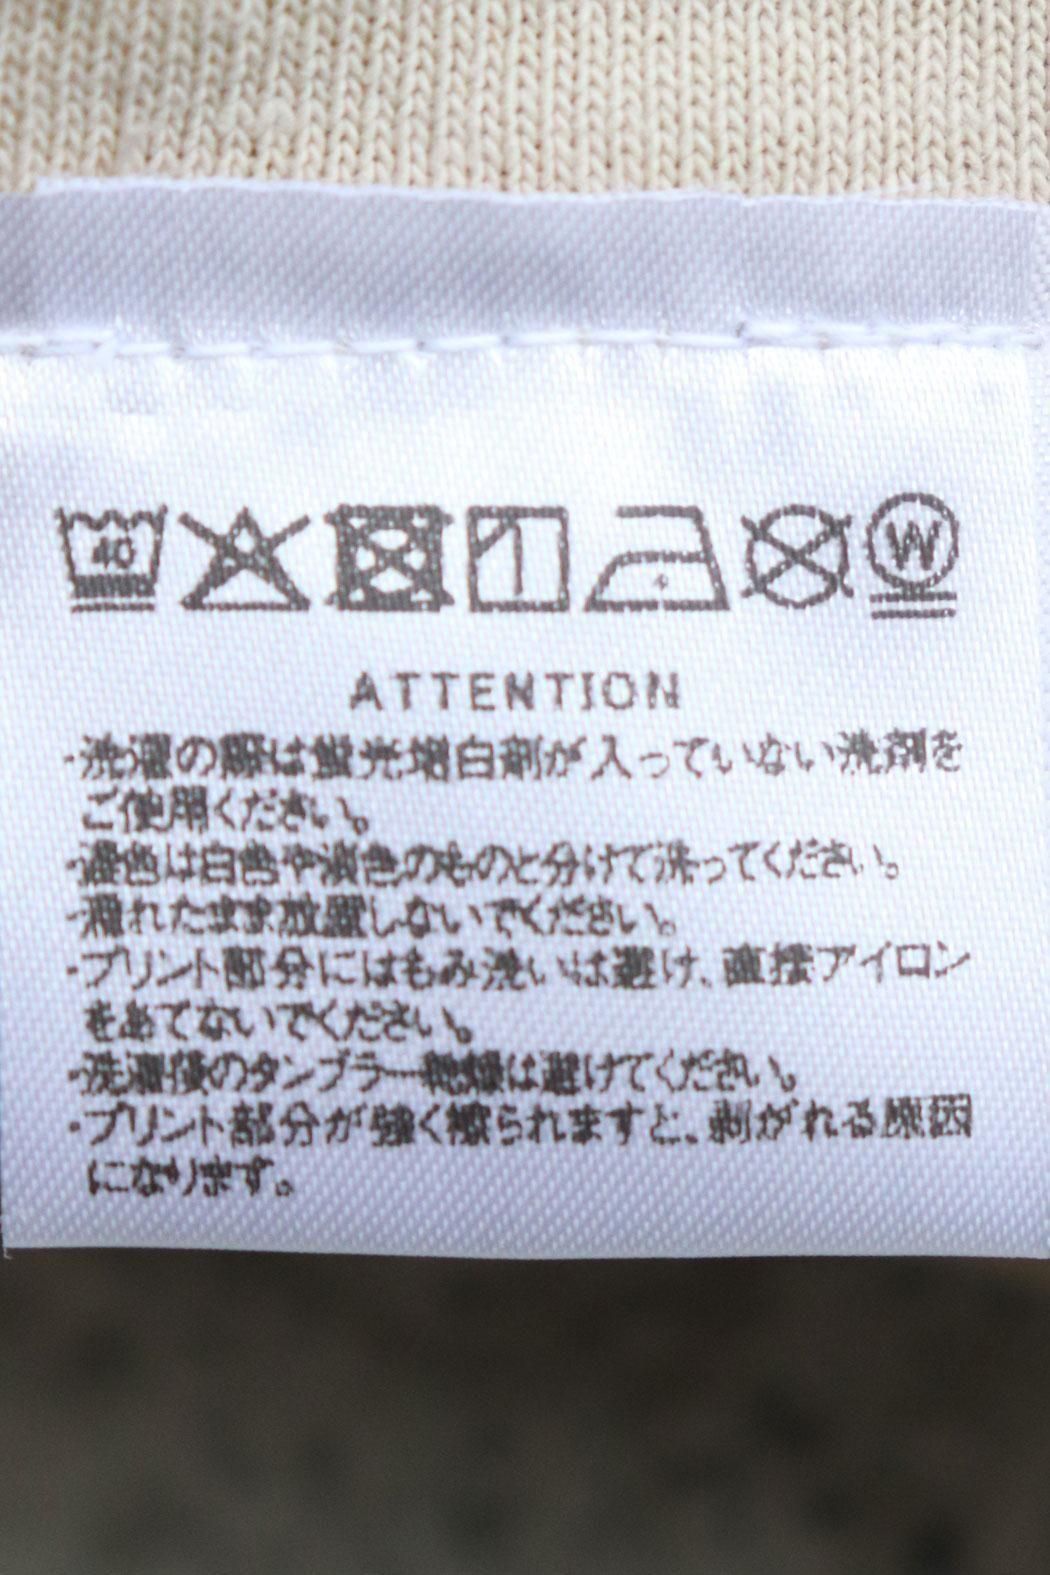 40
W
ATTENTION
・洗濯の際は蛍光増白剤が入っていない洗剤を
ご使用ください。
・濃色は白色や淡色のものと分けて洗ってください。
・濡れたまま放置しないでください。
・プリント部分にはもみ洗いは避け、直接アイロン
をあてないでください。
・洗濯後のタンブラー乾燥は避けてください。
・プリント部分が強く擦られますと、剥がれる原因
になります。